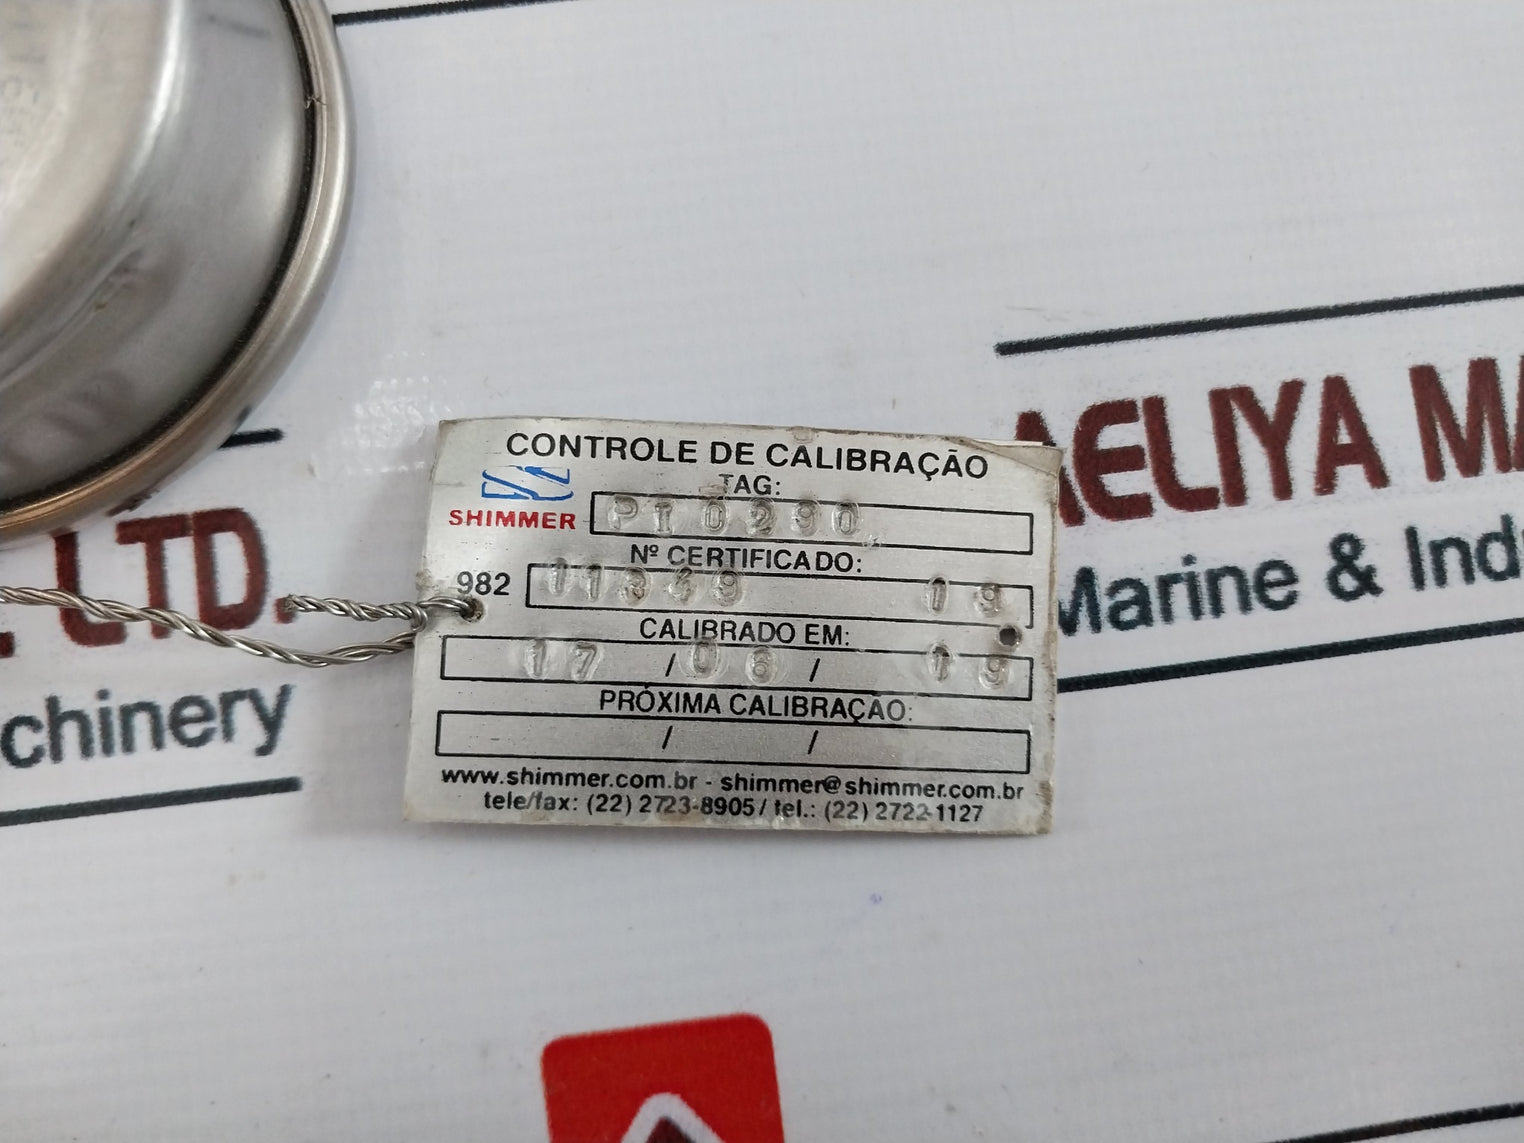 CONTROLE DE CALIBRAÇÃO
TAG:
SHIMMER
PI 0290
Nº CERTIFICADO:
982
19
CALIBRADO EM:
17 / 06 / 19
PRÓXIMA CALIBRAÇÃO:
/ /
www.shimmer.com.br - shimmer@shimmer.com.br
tele/fax: (22) 2723-8905 / tel.: (22) 2722-1127
LTD.
chinery
AELIYA MA
Marine & Ind